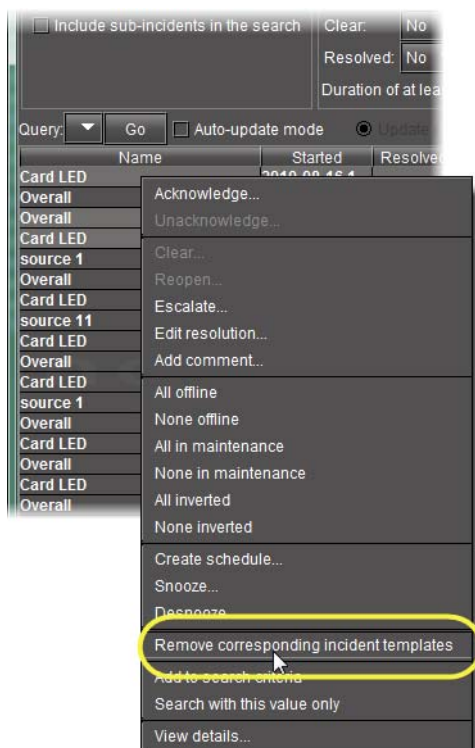 Include sub-incidents in the search Clear: No
Resolved: No
Duration of at lea
Query: Go Auto-update mode Update
Name Started Resolved
Card LED 2010-08-16 1
Overall
Overall
Card LED
source 1
Overall
Card LED
source 11
Card LED
Overall
Card LED
source 1
Overall
Card LED
Overall
Card LED
Overall
Acknowledge...
Unacknowledge...
Clear...
Reopen...
Escalate...
Edit resolution...
Add comment...
All offline
None offline
All in maintenance
None in maintenance
All inverted
None inverted
Create schedule...
Snooze...
Desnooze...
Remove corresponding incident templates
Add to search criteria
Search with this value only
View details...